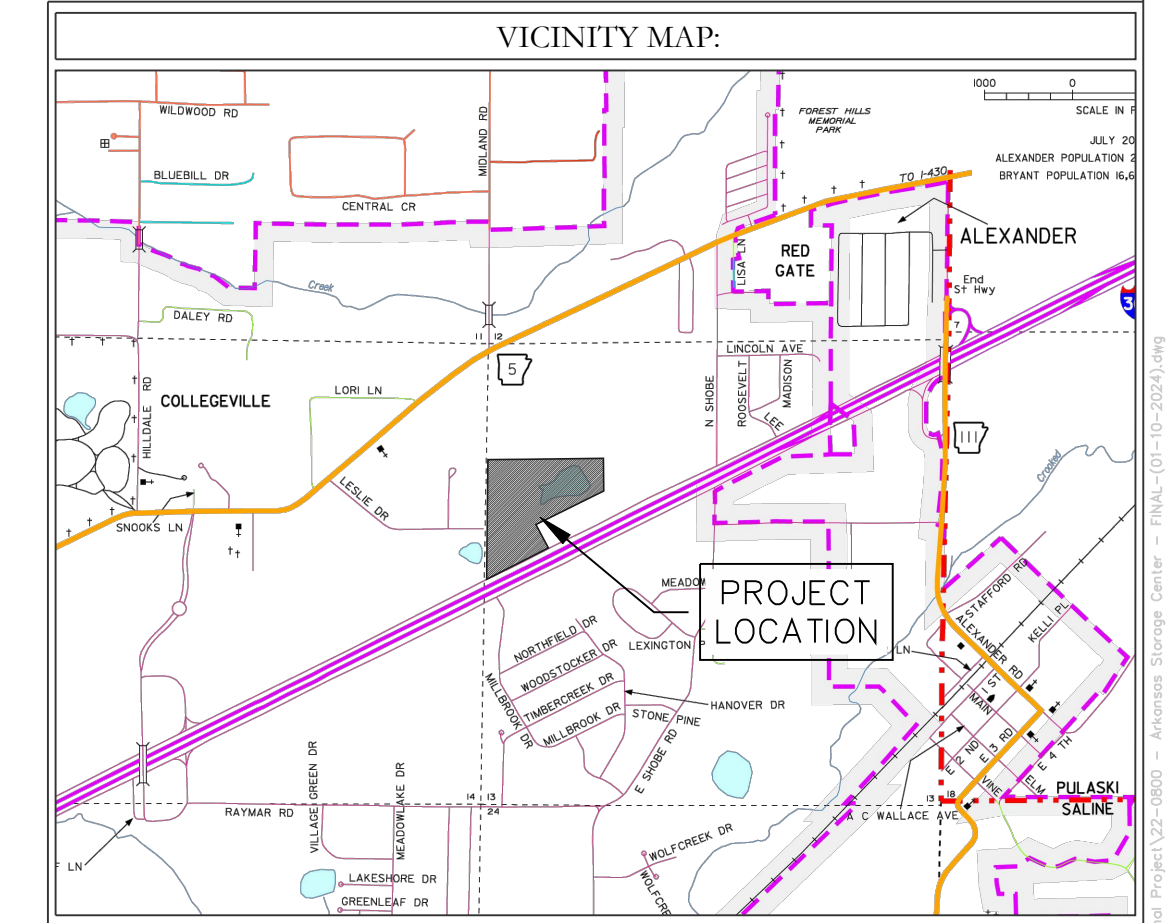 VICINITY MAP:
WILDWOOD RD
MIDLAND RD
FOREST HILLS
MEMORIAL
PARK
1000 0
SCALE IN F
JULY 20
ALEXANDER POPULATION 2
BRYANT POPULATION 16,6
BLUEBILL DR
CENTRAL CR
TO I-430
ALEXANDER
LISA LN
RED
GATE
Creek
End
St Hwy
DALEY RD
7
11 12
LINCOLN AVE
5
HILLDALE RD
COLLEGEVILLE
LORI LN
N SHOBE
ROOSEVELT
MADISON
LEE
111
Crooked
LESLIE DR
SNOOKS LN
PROJECT
LOCATION
MEADOW
LEXINGTON P
STAFFORD RD
KELLI PL
ALEXANDER RD
LN
NORTHFIELD DR
WOODSTOCKER DR
TIMBERCREEK DR
MILLBROOK DR
MILLBROOK DR
HANOVER DR
STONE PINE
E SHOBE RD
1 ST
MAIN
E 2 ND
E 3 RD
E 4 TH
VINE
ELM
VILLAGE GREEN DR
MEADOWLAKE DR
RAYMAR RD
14 13
24
13 18
PULASKI
SALINE
A C WALLACE AVE
F LN
WOLFCREEK DR
WOLFCRE
LAKESHORE DR
GREENLEAF DR
nal Project\22-0800 - Arkansas Storage Center - FINAL-(01-10-2024).dwg